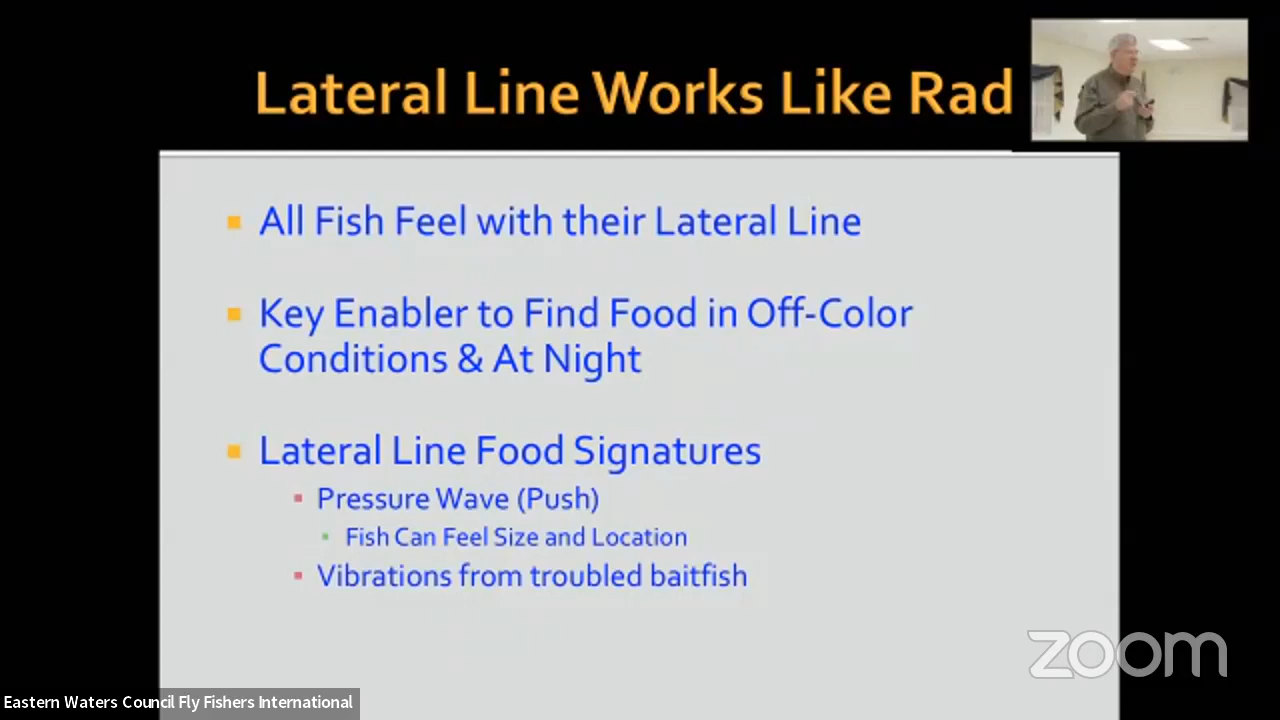 Lateral Line Works Like Rad
All Fish Feel with their Lateral Line
Key Enabler to Find Food in Off-Color
Conditions & At Night
Lateral Line Food Signatures
Pressure Wave (Push)
Fish Can Feel Size and Location
Vibrations from troubled baitfish
zoom
Eastern Waters Council Fly Fishers International